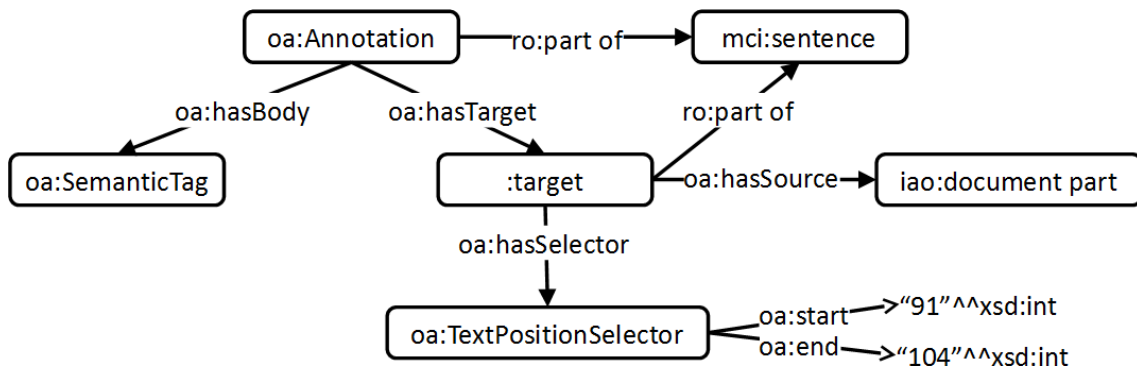 oa:Annotation
ro:part of
mci:sentence
oa:hasBody
oa:hasTarget
ro:part of
oa:SemanticTag
:target
oa:hasSource
iao:document part
oa:hasSelector
oa:TextPositionSelector
oa:start
“91”^^xsd:int
oa:end
“104”^^xsd:int